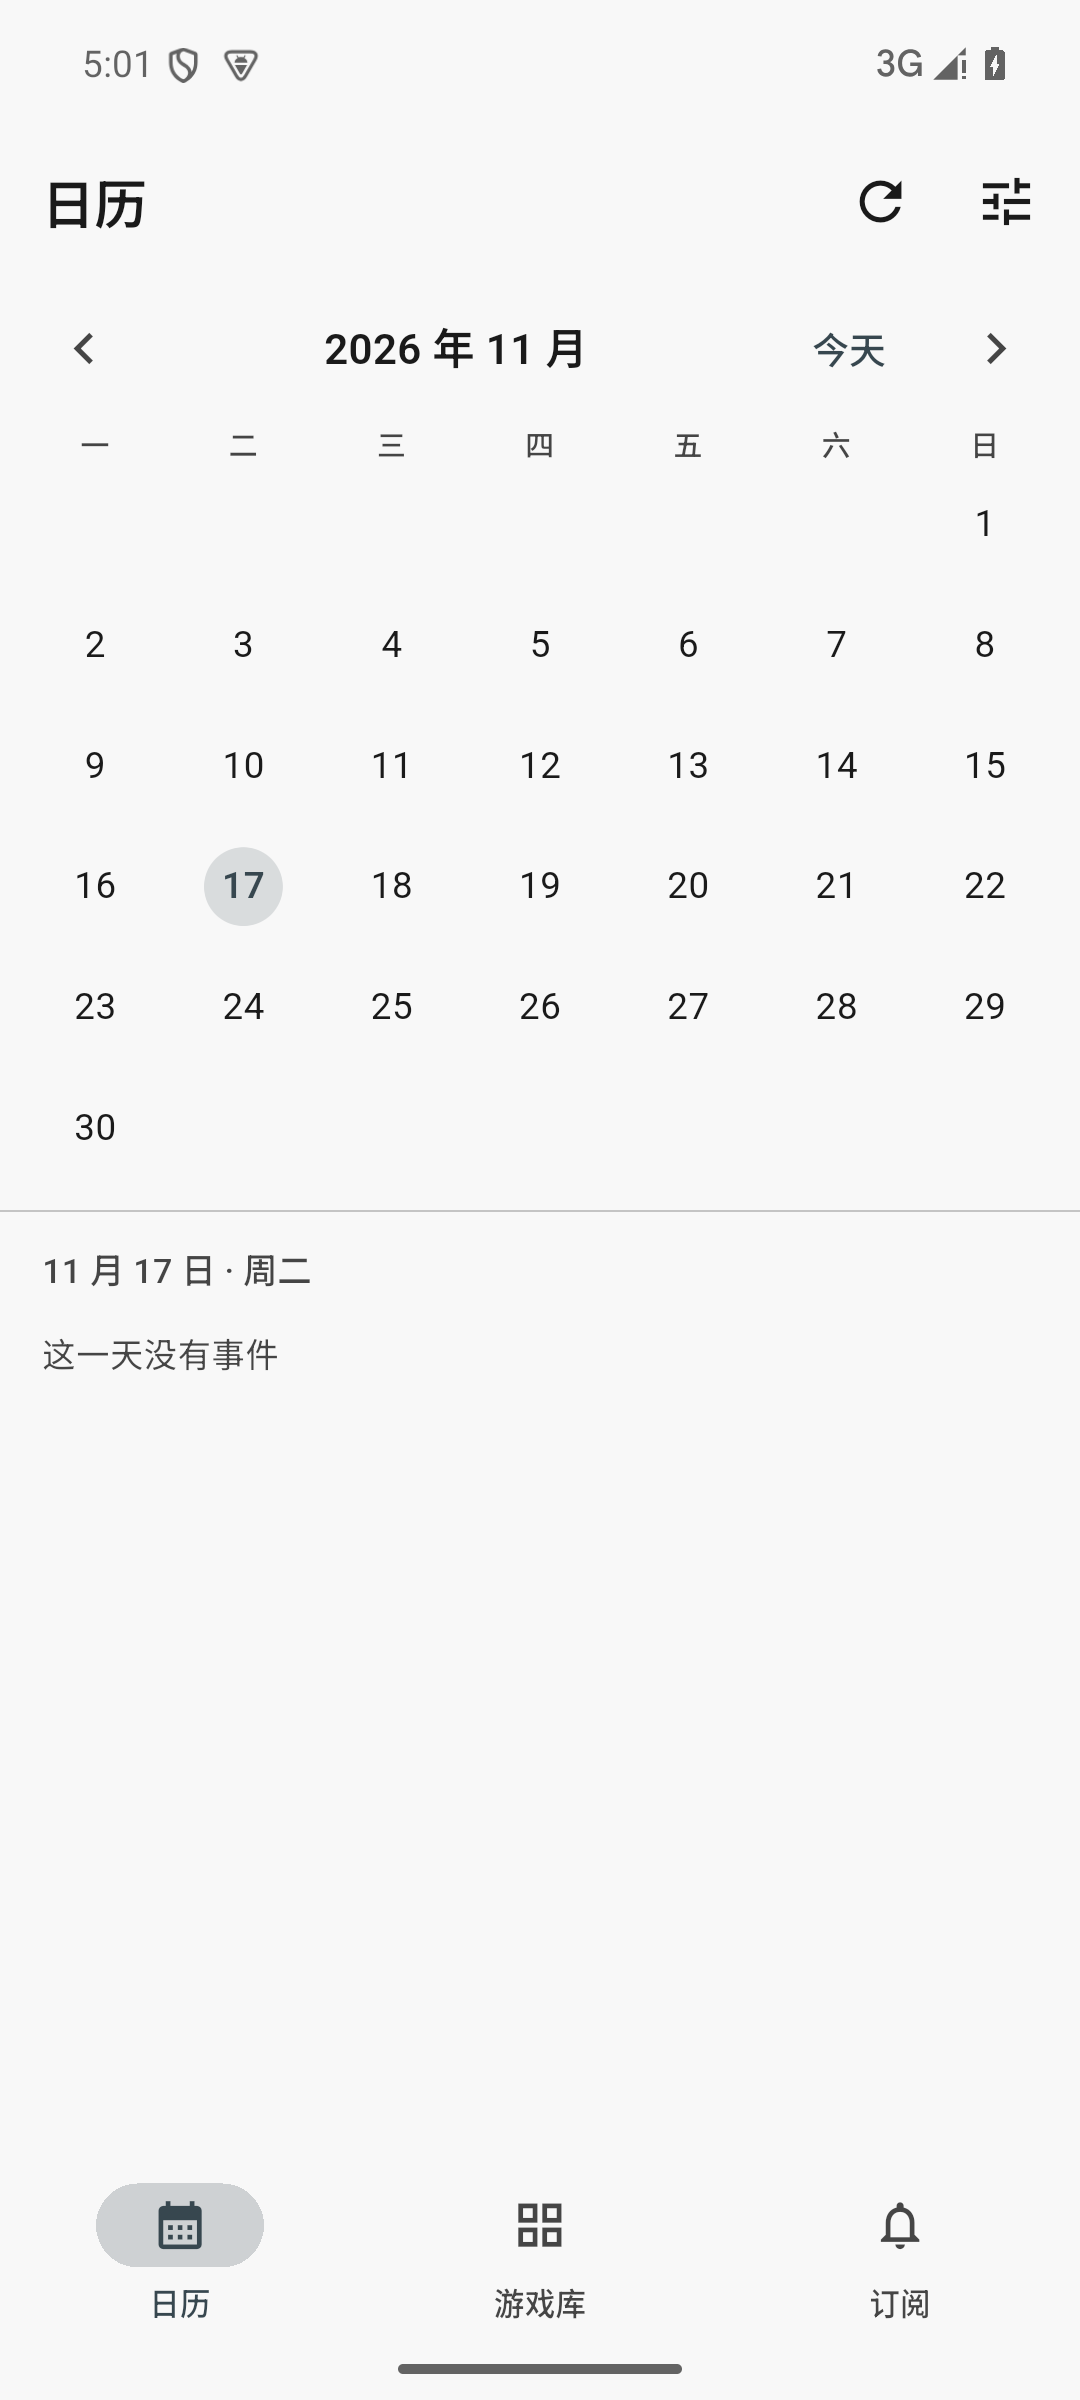 5:01 3G
日历
2026 年 11 月 今天
一 二 三 四 五 六 日
1
2 3 4 5 6 7 8
9 10 11 12 13 14 15
16 17 18 19 20 21 22
23 24 25 26 27 28 29
30
11 月 17 日 · 周二
这一天没有事件
日历 游戏库 订阅